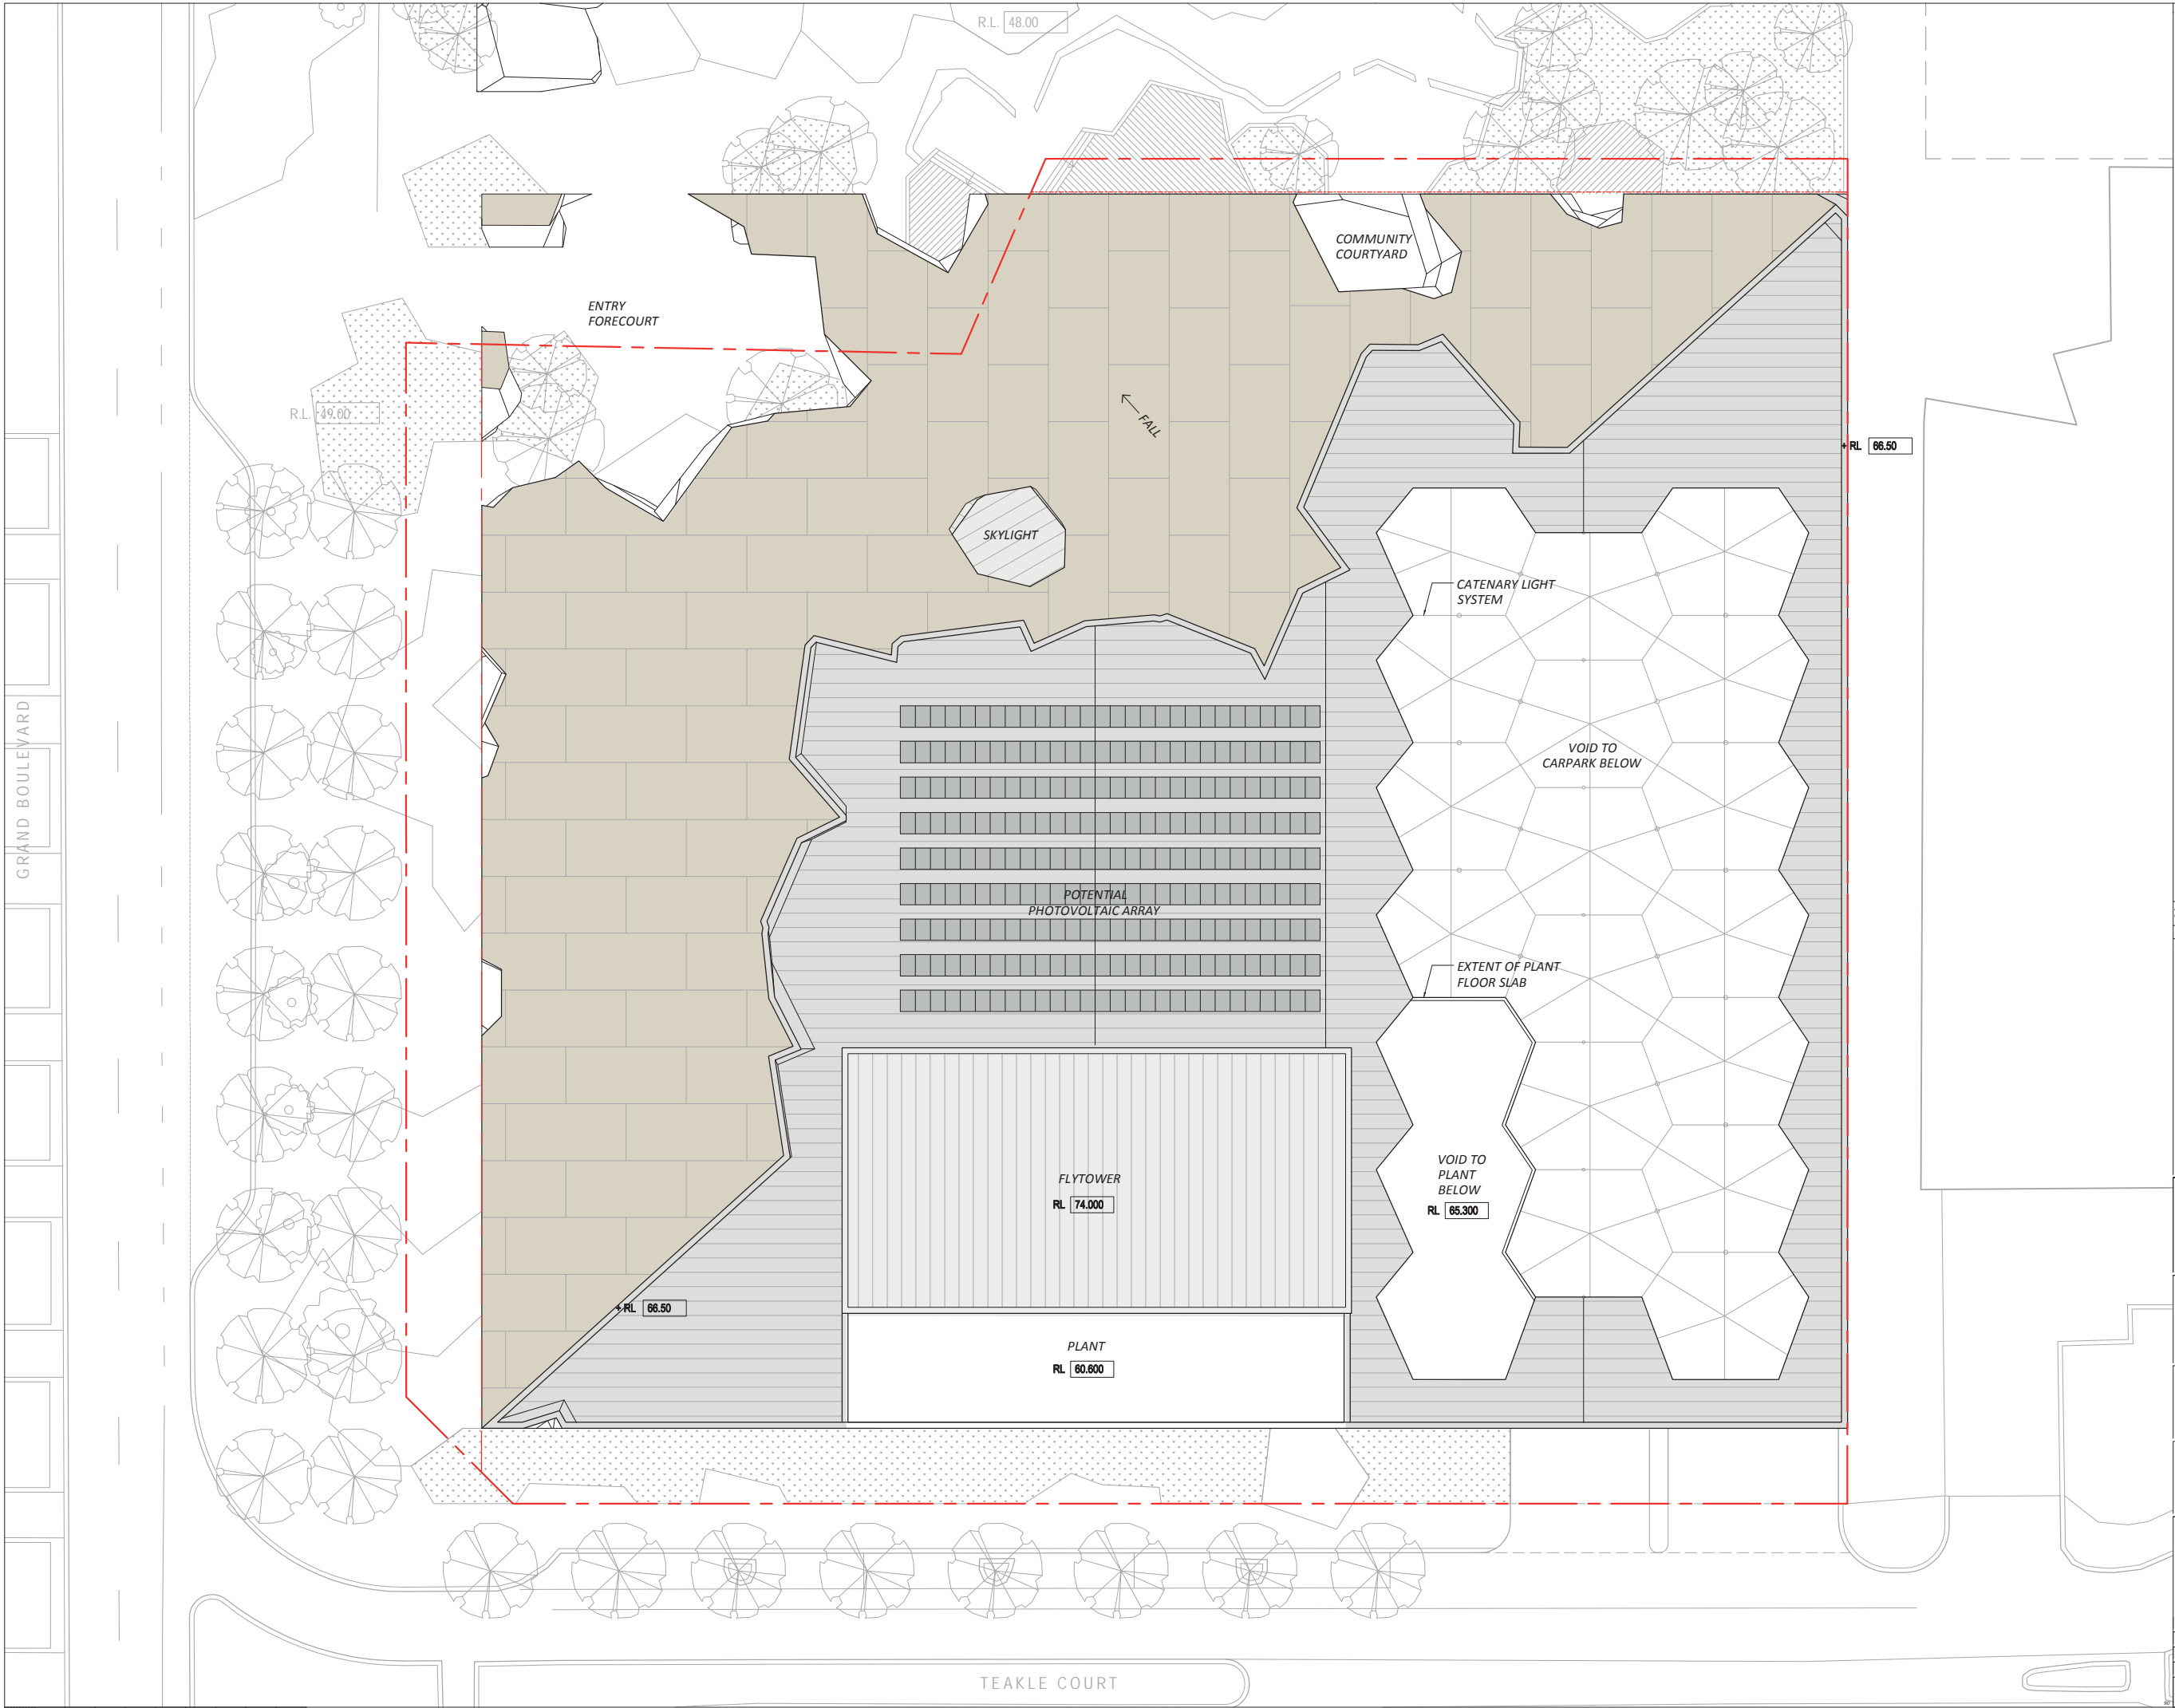 R.L. 48.00
COMMUNITY
COURTYARD
ENTRY
FORECOURT
R.L. 49.00
FALL
+ RL 66.50
SKYLIGHT
CATENARY LIGHT
SYSTEM
GRAND BOULEVARD
VOID TO
CARPARK BELOW
POTENTIAL
PHOTOVOLTAIC ARRAY
EXTENT OF PLANT
FLOOR SLAB
FLYTOWER
RL 74.000
VOID TO
PLANT
BELOW
RL 65.300
+ RL 66.50
PLANT
RL 60.600
TEAKLE COURT